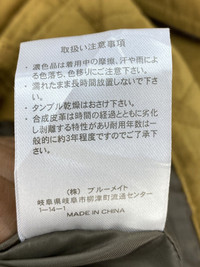 取扱い注意事項
・濃色品は着用中の摩擦、汗や雨に
よる色落ち、色移りにご注意下さい。
・濡れたまま長時間放置しないで下
さい。
・タンブル乾燥はおさけ下さい。
・合成皮革は経時とともに劣化
し剥離する特性があり耐用年数は一
般的に約3年程度ですのでご了承
下さい。
(株) ブルーメイト
岐阜県岐阜市柳津町流通センター
1-14-1
MADE IN CHINA